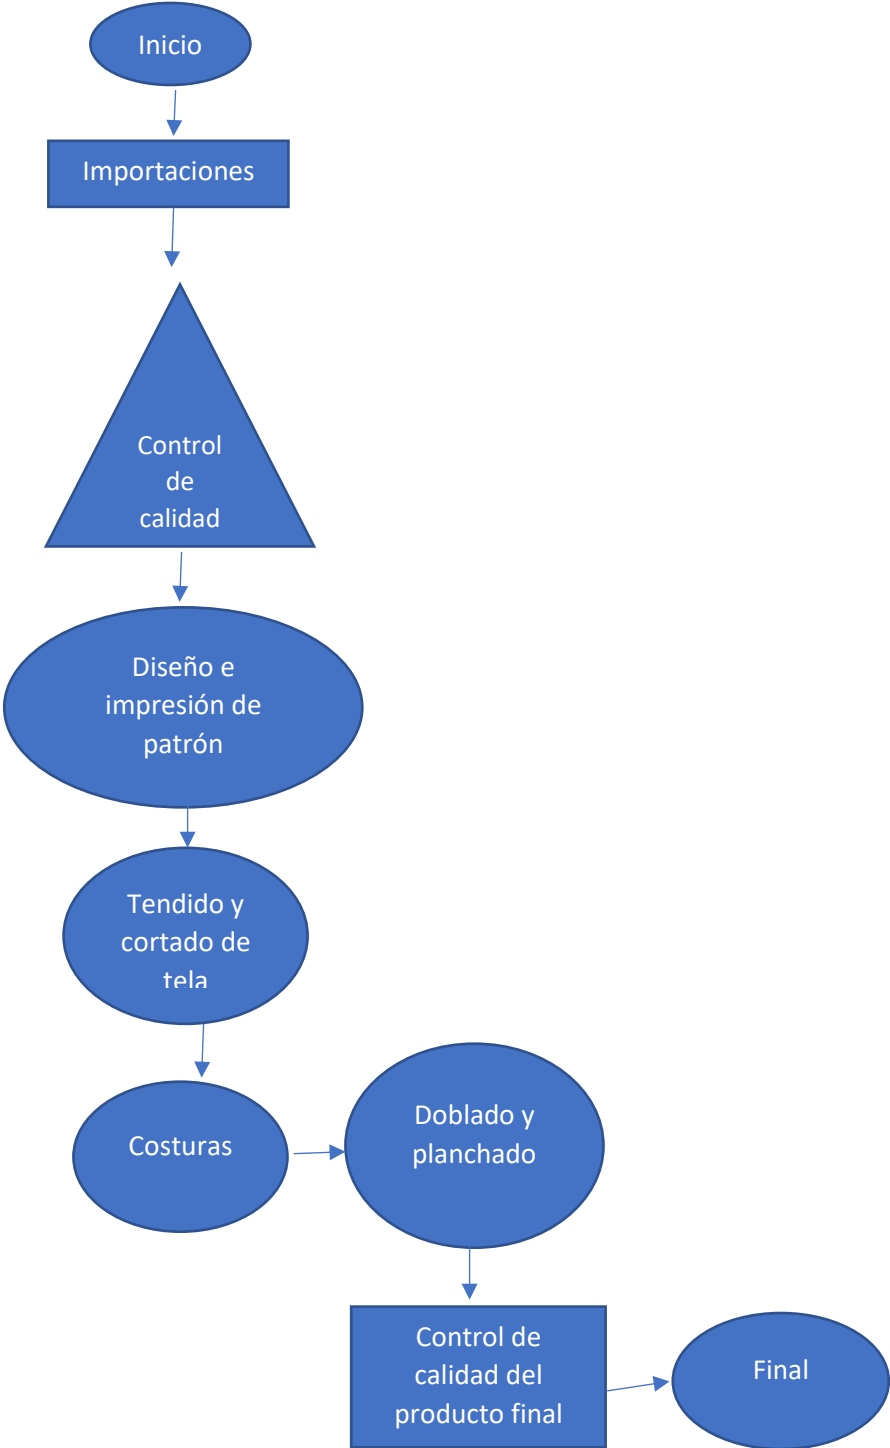 Inicio
Importaciones
Control
de
calidad
Diseño e
impresión de
patrón
Tendido y
cortado de
tela
Costuras
Doblado y
planchado
Control de
calidad del
producto final
Final